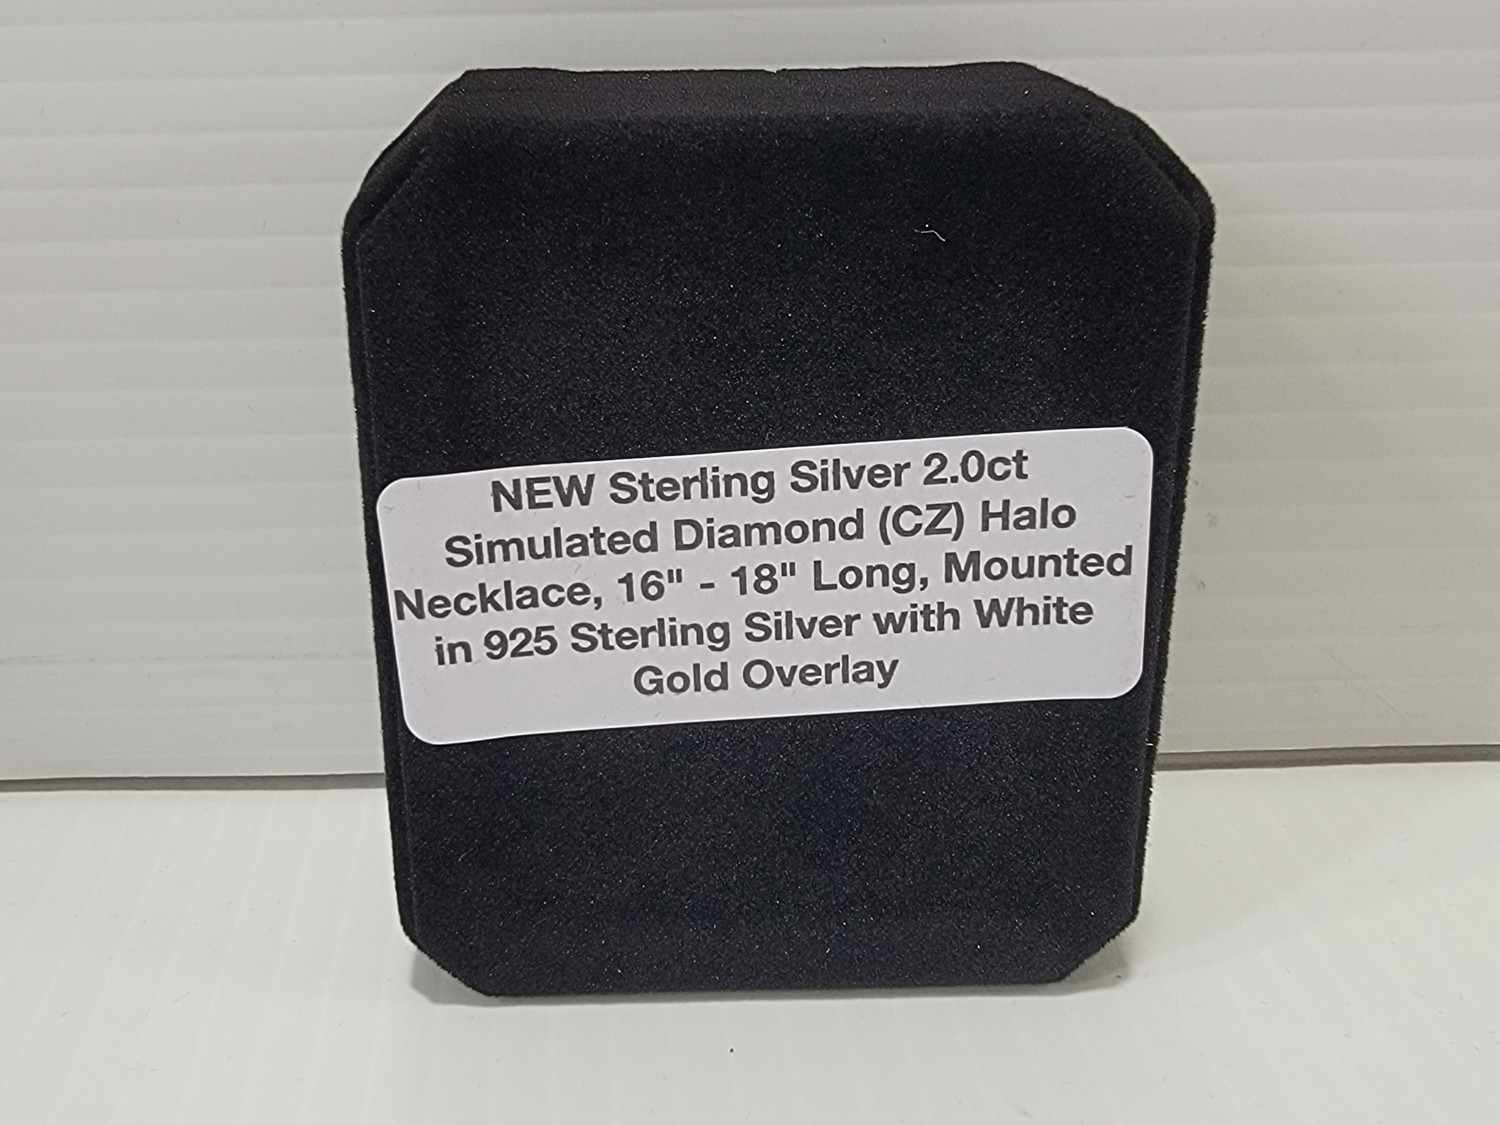 NEW Sterling Silver 2.0ct
Simulated Diamond (CZ) Halo
Necklace, 16" - 18" Long, Mounted
in 925 Sterling Silver with White
Gold Overlay